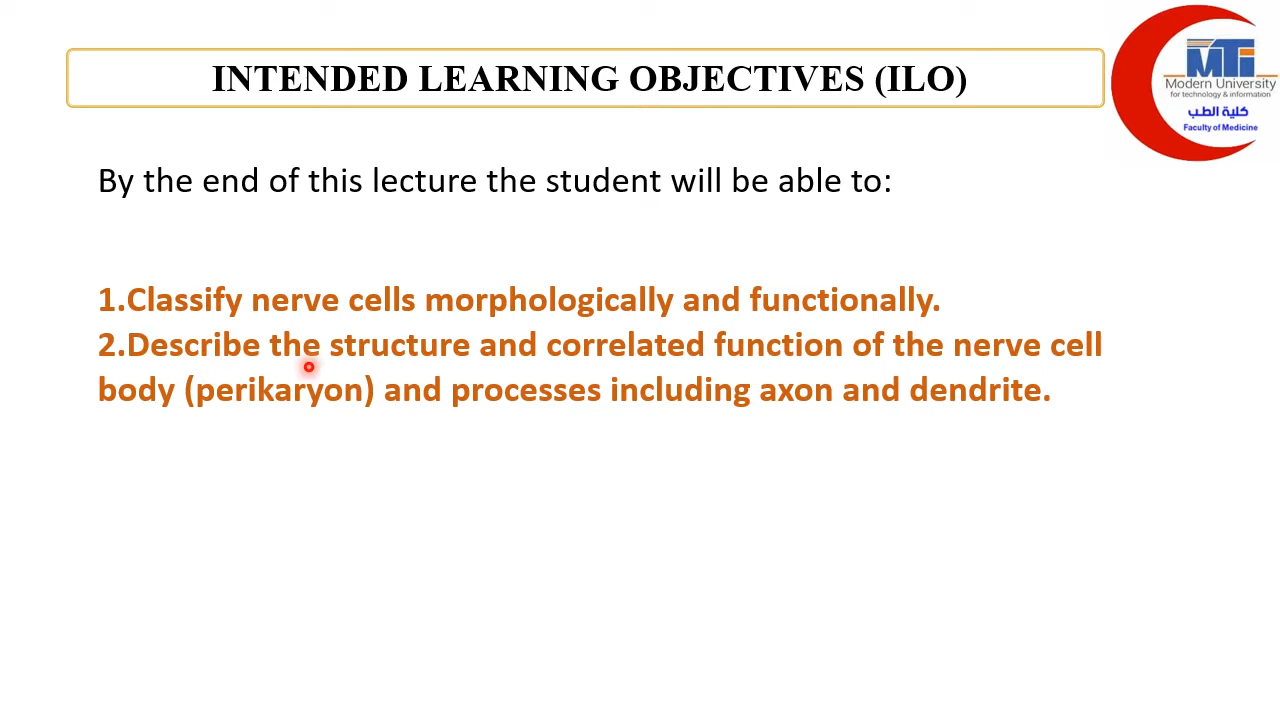 INTENDED LEARNING OBJECTIVES (ILO)
MTi
Modern University
for technology & information
كلية الطب
Faculty of Medicine
By the end of this lecture the student will be able to:
1.Classify nerve cells morphologically and functionally.
2.Describe the structure and correlated function of the nerve cell
body (perikaryon) and processes including axon and dendrite.